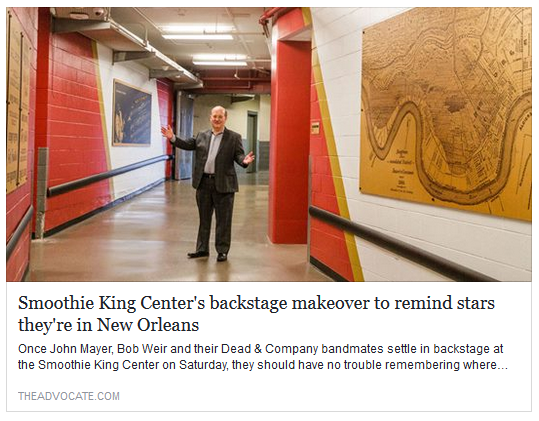 Smoothie King Center's backstage makeover to remind stars
they're in New Orleans
Once John Mayer, Bob Weir and their Dead & Company bandmates settle in backstage at
the Smoothie King Center on Saturday, they should have no trouble remembering where...
THEADVOCATE.COM